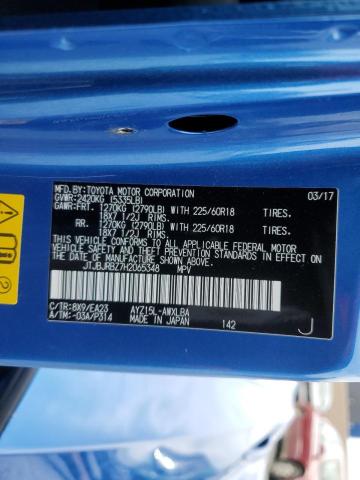 MFD.BY:TOYOTA MOTOR CORPORATION 03/17
GVWR:2420KG (5335LB)
GAWR-FRT. 1270KG (2790LB) WITH 225/60R18 TIRES.
18X7 1/2J RIMS.
RR. 1270KG (2790LB) WITH 225/60R18 TIRES.
18X7 1/2J RIMS.
THIS VEHICLE CONFORMS TO ALL APPLICABLE FEDERAL MOTOR
VEHICLE SAFETY AND THEFT PREVENTION STANDARDS IN EFFECT
ON THE DATE OF MANUFACTURE SHOWN ABOVE.
JTJBJRBZ7H2065348 MPV
C/TR:8X9/EA23 AYZ15L-AWXLBA
A/TM:-03A/P314 MADE IN JAPAN 142 J
2